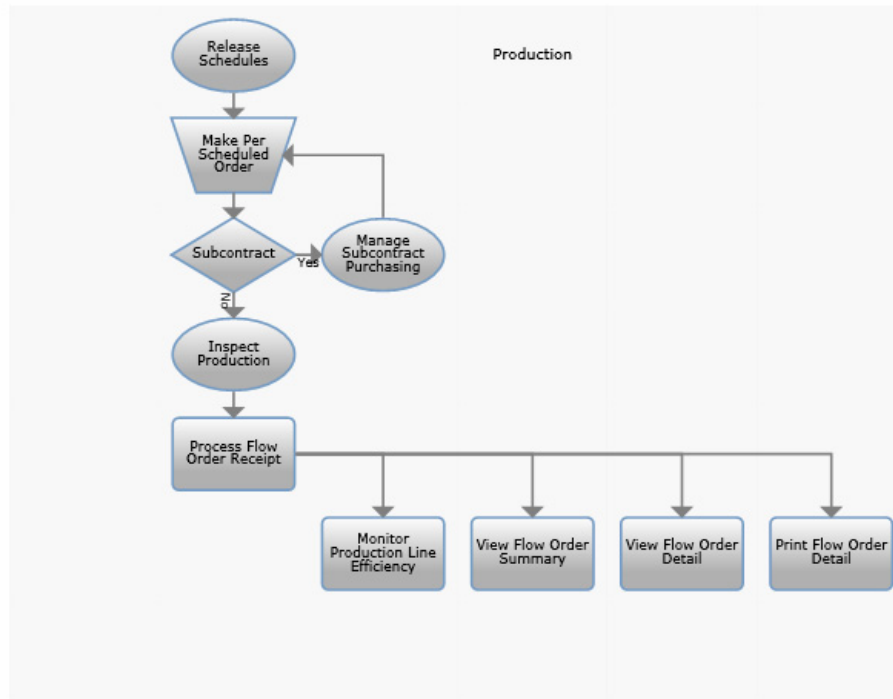 Release
Schedules
Production
Make Per
Scheduled
Order
Subcontract
Yes
Manage
Subcontract
Purchasing
No
Inspect
Production
Process Flow
Order Receipt
Monitor
Production Line
Efficiency
View Flow Order
Summary
View Flow Order
Detail
Print Flow Order
Detail